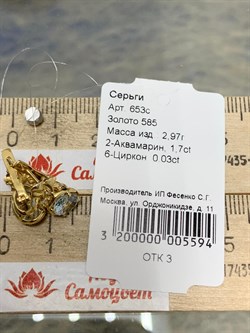 Серьги
Арт. 653с
Золото 585
Масса изд.: 2,97г
2-Аквамарин, 1,7ct
6-Циркон 0.03ct
Производитель ИП Фесенко С.Г.
Москва, ул. Орджоникидзе, д. 11
3 200000 005594
ОТК 3
Самоцвет
7435-